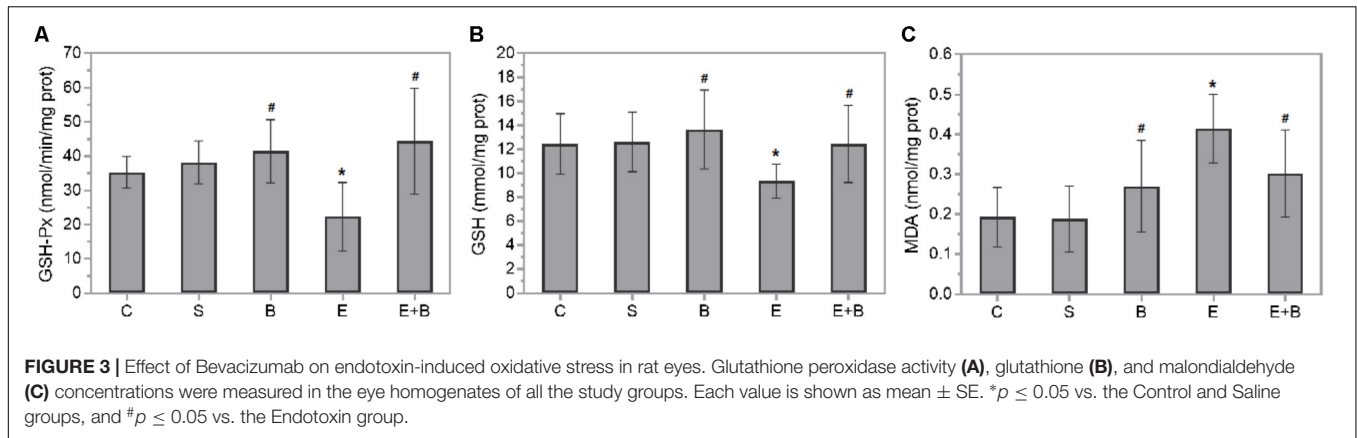 A
GSH-Px (nmol/min/mg prot)
70
60
50
40
30
20
10
0
#
*
#
C S B E E+B
B
GSH (mmol/mg prot)
20
18
16
14
12
10
8
6
4
2
0
#
*
#
C S B E E+B
C
MDA (nmol/mg prot)
0.6
0.5
0.4
0.3
0.2
0.1
0.0
#
*
#
C S B E E+B
FIGURE 3 | Effect of Bevacizumab on endotoxin-induced oxidative stress in rat eyes. Glutathione peroxidase activity (A), glutathione (B), and malondialdehyde
(C) concentrations were measured in the eye homogenates of all the study groups. Each value is shown as mean ± SE. *p ≤ 0.05 vs. the Control and Saline
groups, and #p ≤ 0.05 vs. the Endotoxin group.